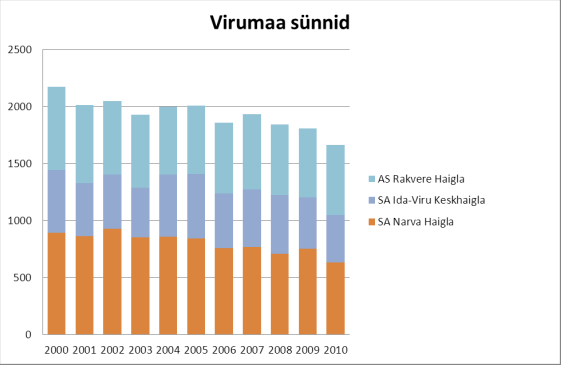 Virumaa sünnid
2500
2000
1500
1000
500
0
AS Rakvere Haigla
SA Ida-Viru Keskhaigla
SA Narva Haigla
2000 2001 2002 2003 2004 2005 2006 2007 2008 2009 2010